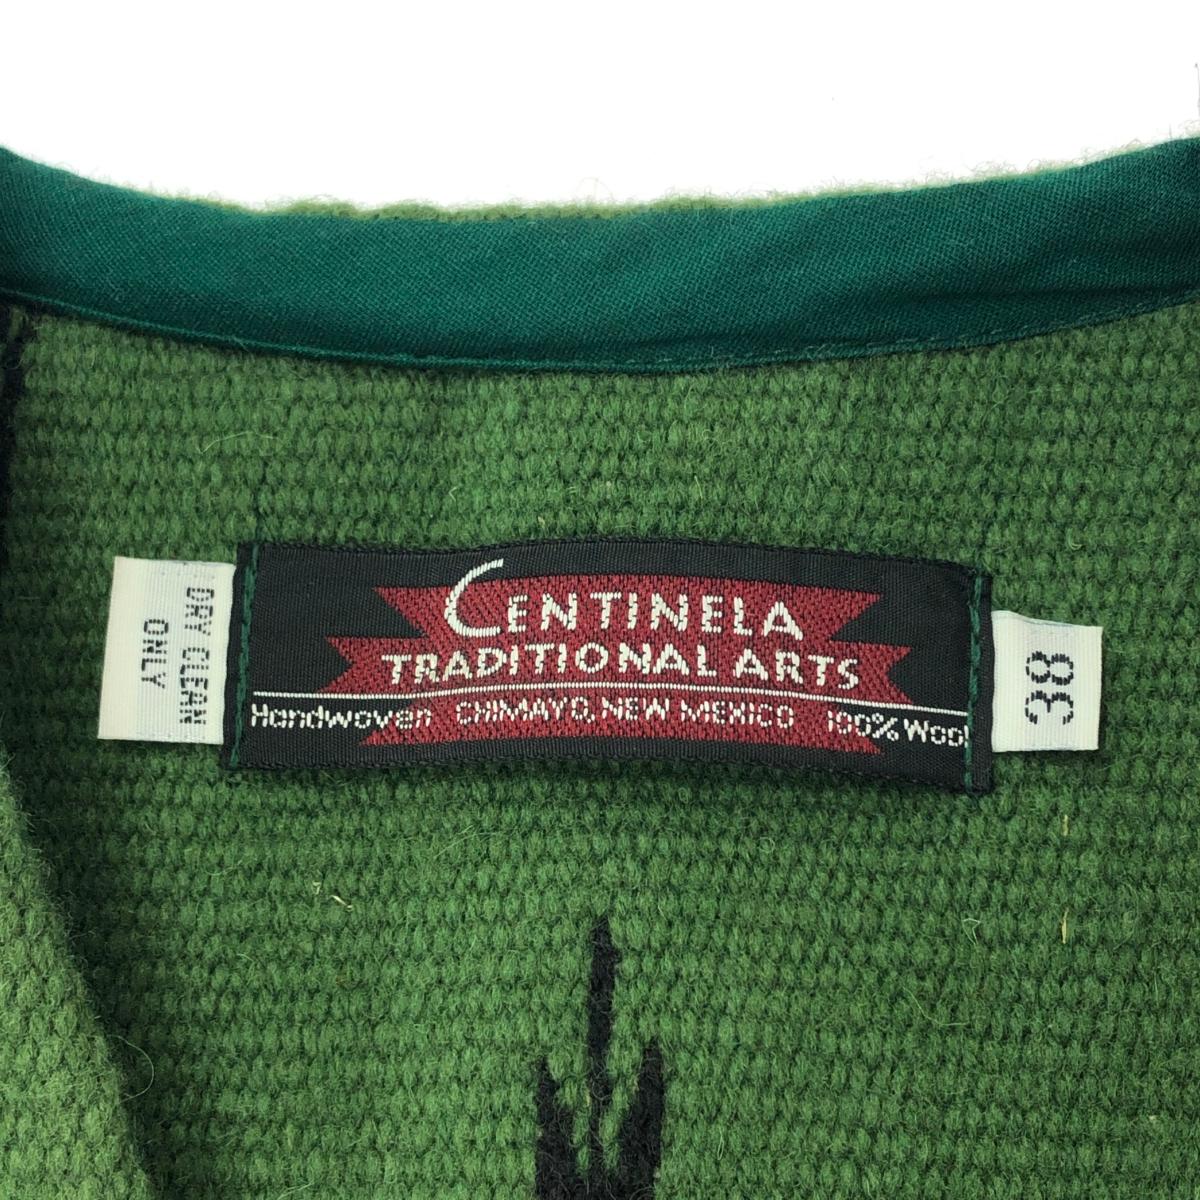 DRY CLEAN
ONLY
CENTINELA
TRADITIONAL ARTS
Handwoven CHIMAYO, NEW MEXICO 100% Wool
38